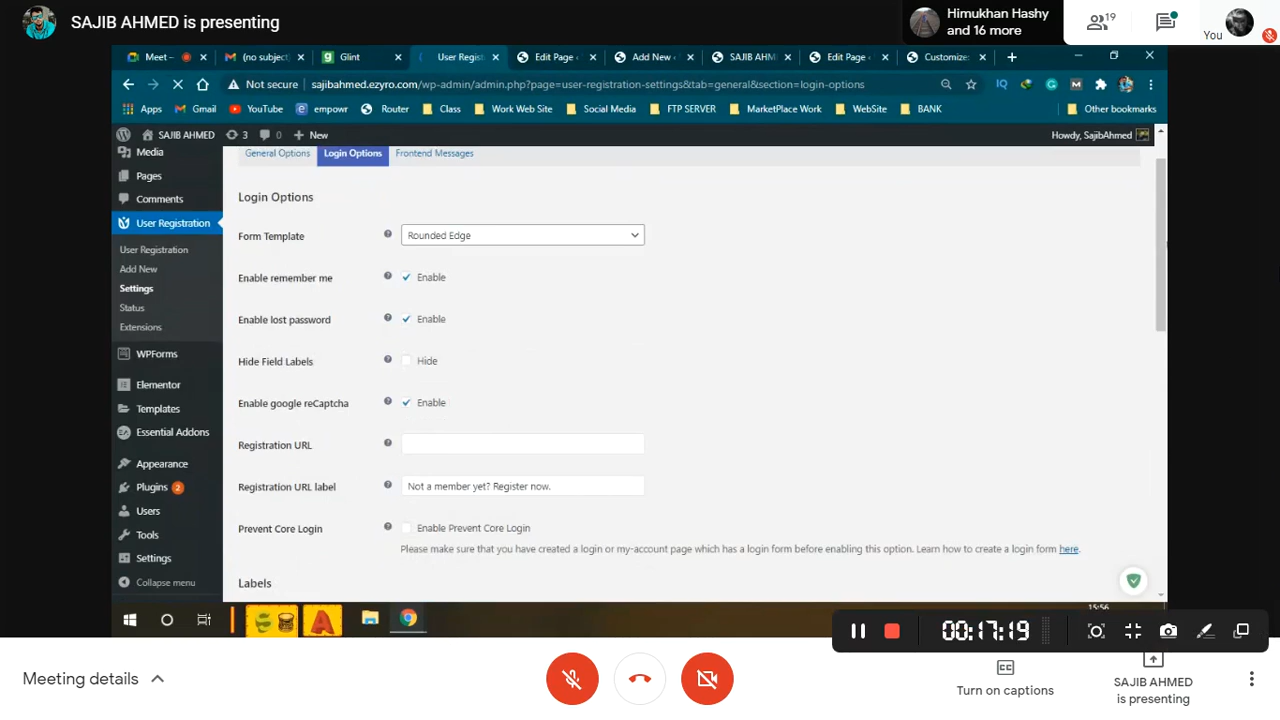 SAJIB AHMED is presenting
Himukhan Hashy
and 16 more
19
You
Meet –
(no subject
Glint
User Regist
Edit Page ‹
Add New ‹
SAJIB AHM
Edit Page ‹
Customize:
Not secure
sajibahmed.ezyro.com/wp-admin/admin.php?page=user-registration-settings&tab=general&section=login-options
IQ
G
M
Apps
Gmail
YouTube
empowr
Router
Class
Work Web Site
Social Media
FTP SERVER
MarketPlace Work
WebSite
BANK
Other bookmarks
SAJIB AHMED
3
0
New
Howdy, SajibAhmed
Media
Pages
Comments
User Registration
User Registration
Add New
Settings
Status
Extensions
WPForms
Elementor
Templates
Essential Addons
Appearance
Plugins 2
Users
Tools
Settings
Collapse menu
General Options
Login Options
Frontend Messages
Login Options
Form Template
Rounded Edge
Enable remember me
Enable
Enable lost password
Enable
Hide Field Labels
Hide
Enable google reCaptcha
Enable
Registration URL
Registration URL label
Not a member yet? Register now.
Prevent Core Login
Enable Prevent Core Login
Please make sure that you have created a login or my-account page which has a login form before enabling this option. Learn how to create a login form here.
Labels
15:56
00:17:19
Meeting details
CC
Turn on captions
SAJIB AHMED
is presenting